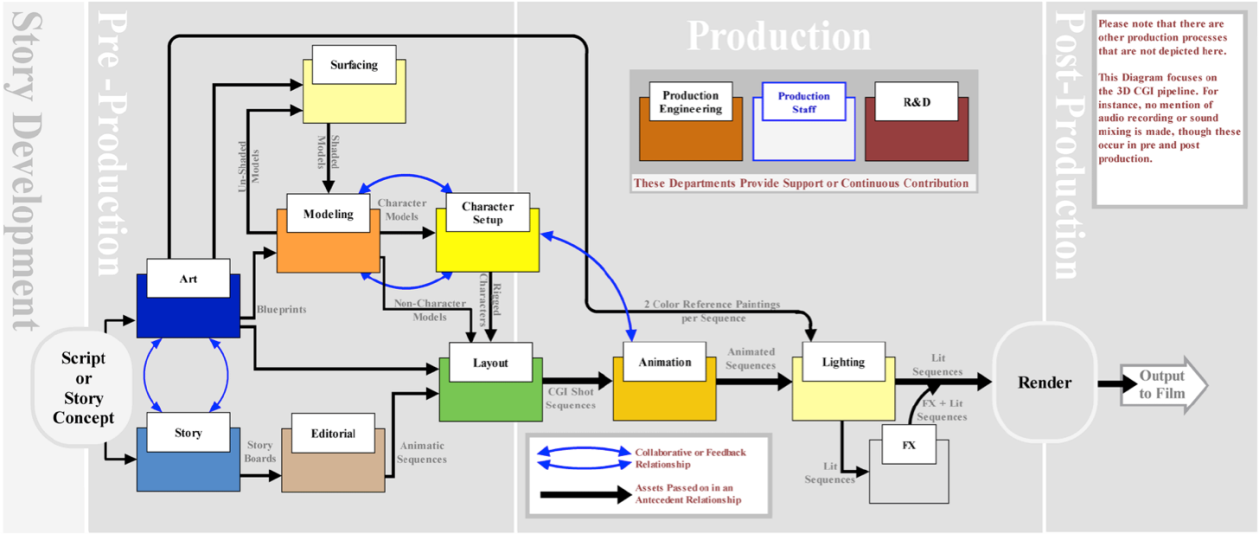 Story Development
Pre -Production
Production
Post-Production
Please note that there are
other production processes
that are not depicted here.
This Diagram focuses on
the 3D CGI pipeline. For
instance, no mention of
audio recording or sound
mixing is made, though these
occur in pre and post
production.
Surfacing
Production
Engineering
Production
Staff
R&D
These Departments Provide Support or Continuous Contribution
Un-Shaded
Models
Shaded
Models
Modeling
Character
Models
Character
Setup
Art
Blueprints
Non-Character
Models
Rigged
Characters
2 Color Reference Paintings
per Sequence
Script
or
Story
Concept
Layout
CGI Shot
Sequences
Animation
Animated
Sequences
Lighting
Lit
Sequences
FX + Lit
Sequences
Render
Output
to Film
Story
Story
Boards
Editorial
Animatic
Sequences
Lit
Sequences
FX
Collaborative or Feedback
Relationship
Assets Passed on in an
Antecedent Relationship